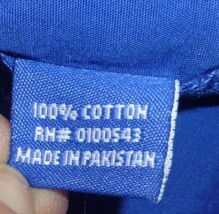 100% COTTON
RN# 0100543
MADE IN PAKISTAN